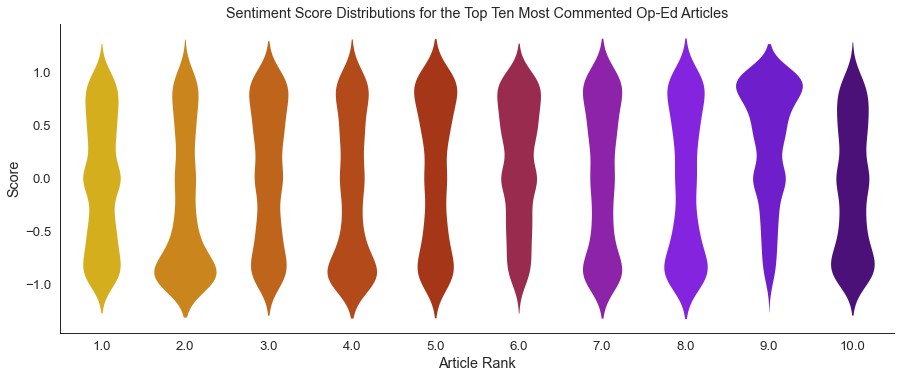 Sentiment Score Distributions for the Top Ten Most Commented Op-Ed Articles
Score
1.0
0.5
0.0
−0.5
−1.0
1.0 2.0 3.0 4.0 5.0 6.0 7.0 8.0 9.0 10.0
Article Rank